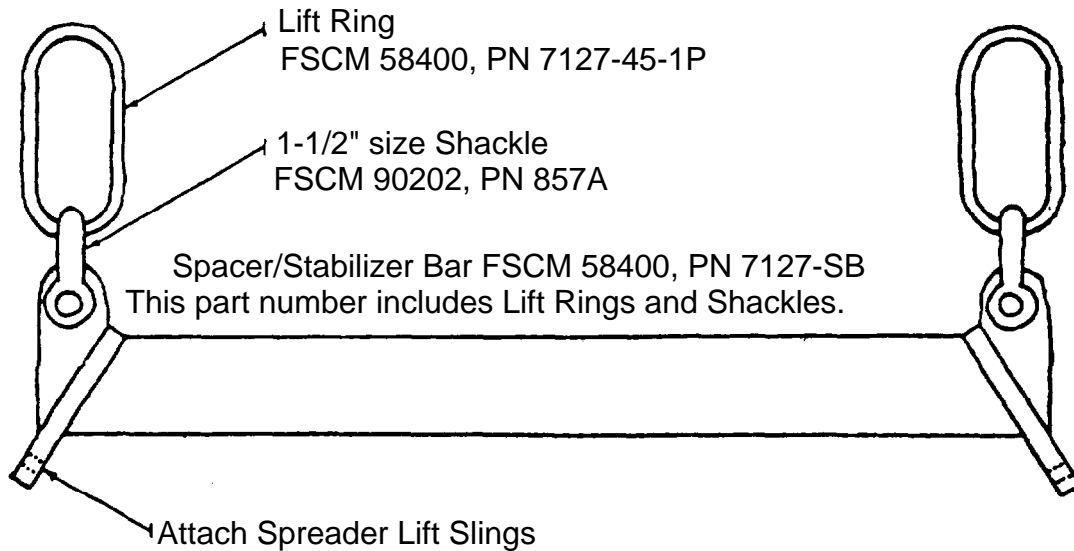 Lift Ring
FSCM 58400, PN 7127-45-1P
1-1/2" size Shackle
FSCM 90202, PN 857A
Spacer/Stabilizer Bar FSCM 58400, PN 7127-SB
This part number includes Lift Rings and Shackles.
Attach Spreader Lift Slings